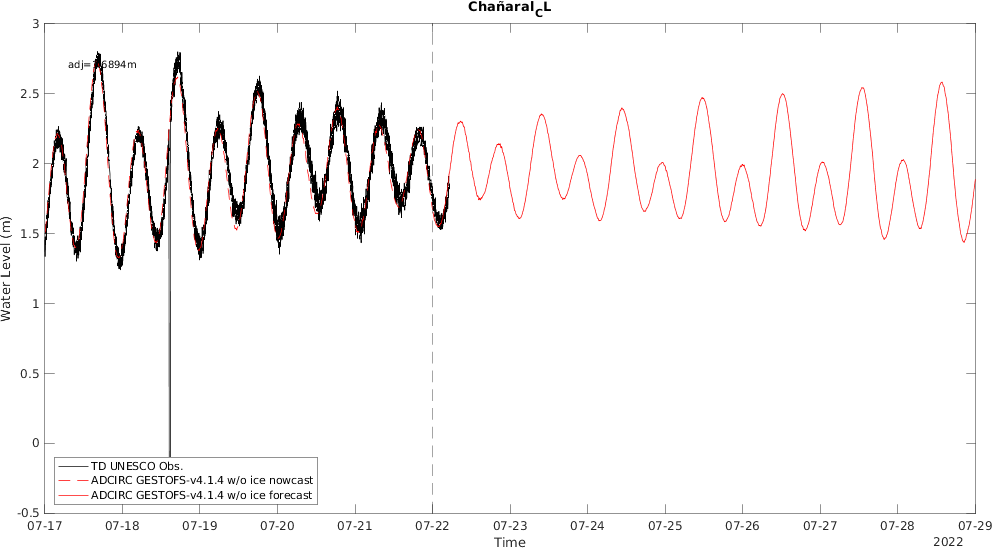 Chañaral_CL
3
adj= 6894m
2.5
2
1.5
1
0.5
0
-0.5
Water Level (m)
TD UNESCO Obs.
ADCIRC GESTOFS-v4.1.4 w/o ice nowcast
ADCIRC GESTOFS-v4.1.4 w/o ice forecast
07-17 07-18 07-19 07-20 07-21 07-22 07-23 07-24 07-25 07-26 07-27 07-28 07-29
Time
2022